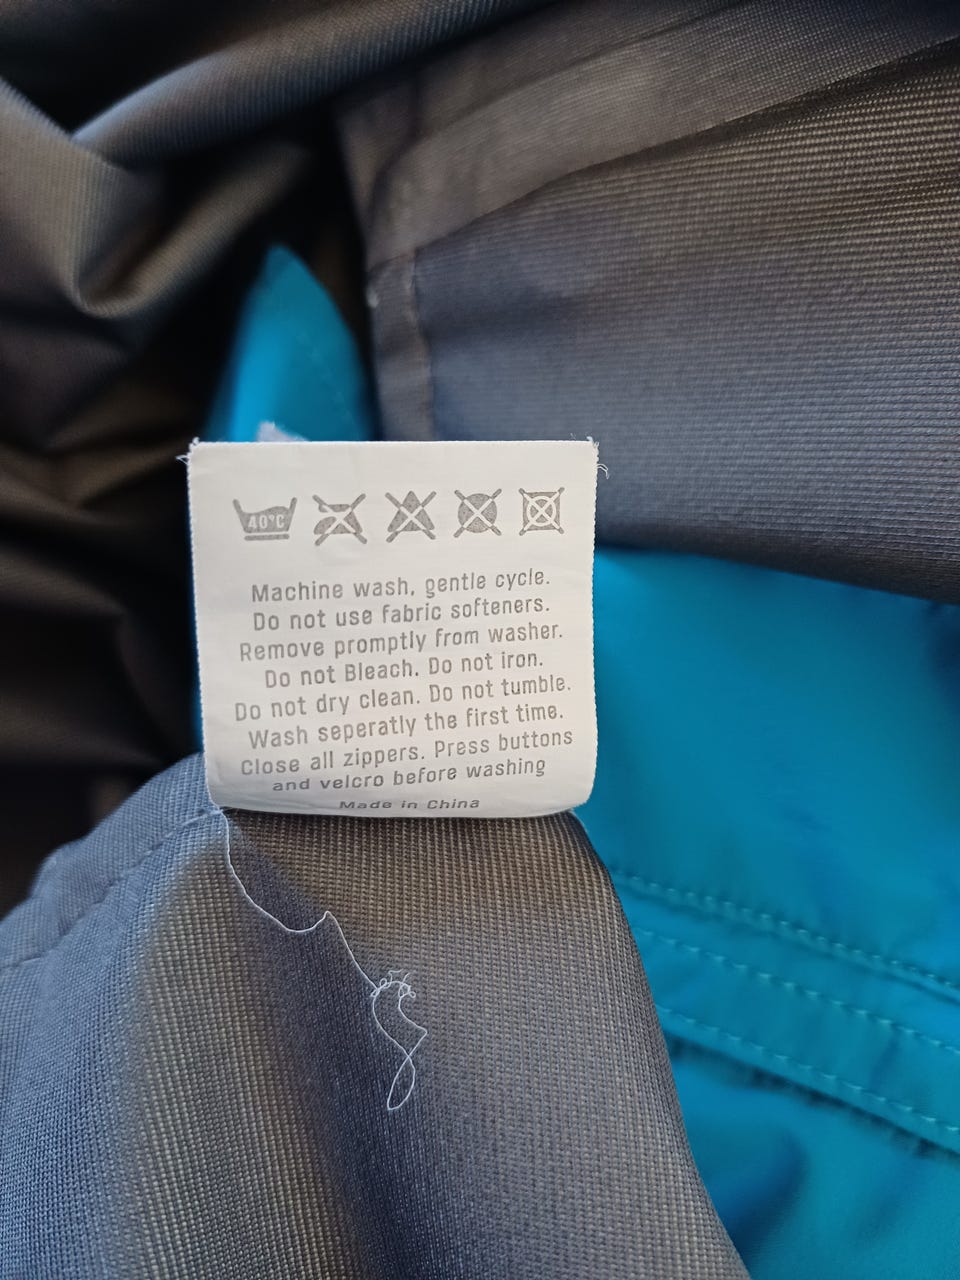 40°C
Machine wash, gentle cycle.
Do not use fabric softeners.
Remove promptly from washer.
Do not Bleach. Do not iron.
Do not dry clean. Do not tumble.
Wash seperatly the first time.
Close all zippers. Press buttons
and velcro before washing
Made in China